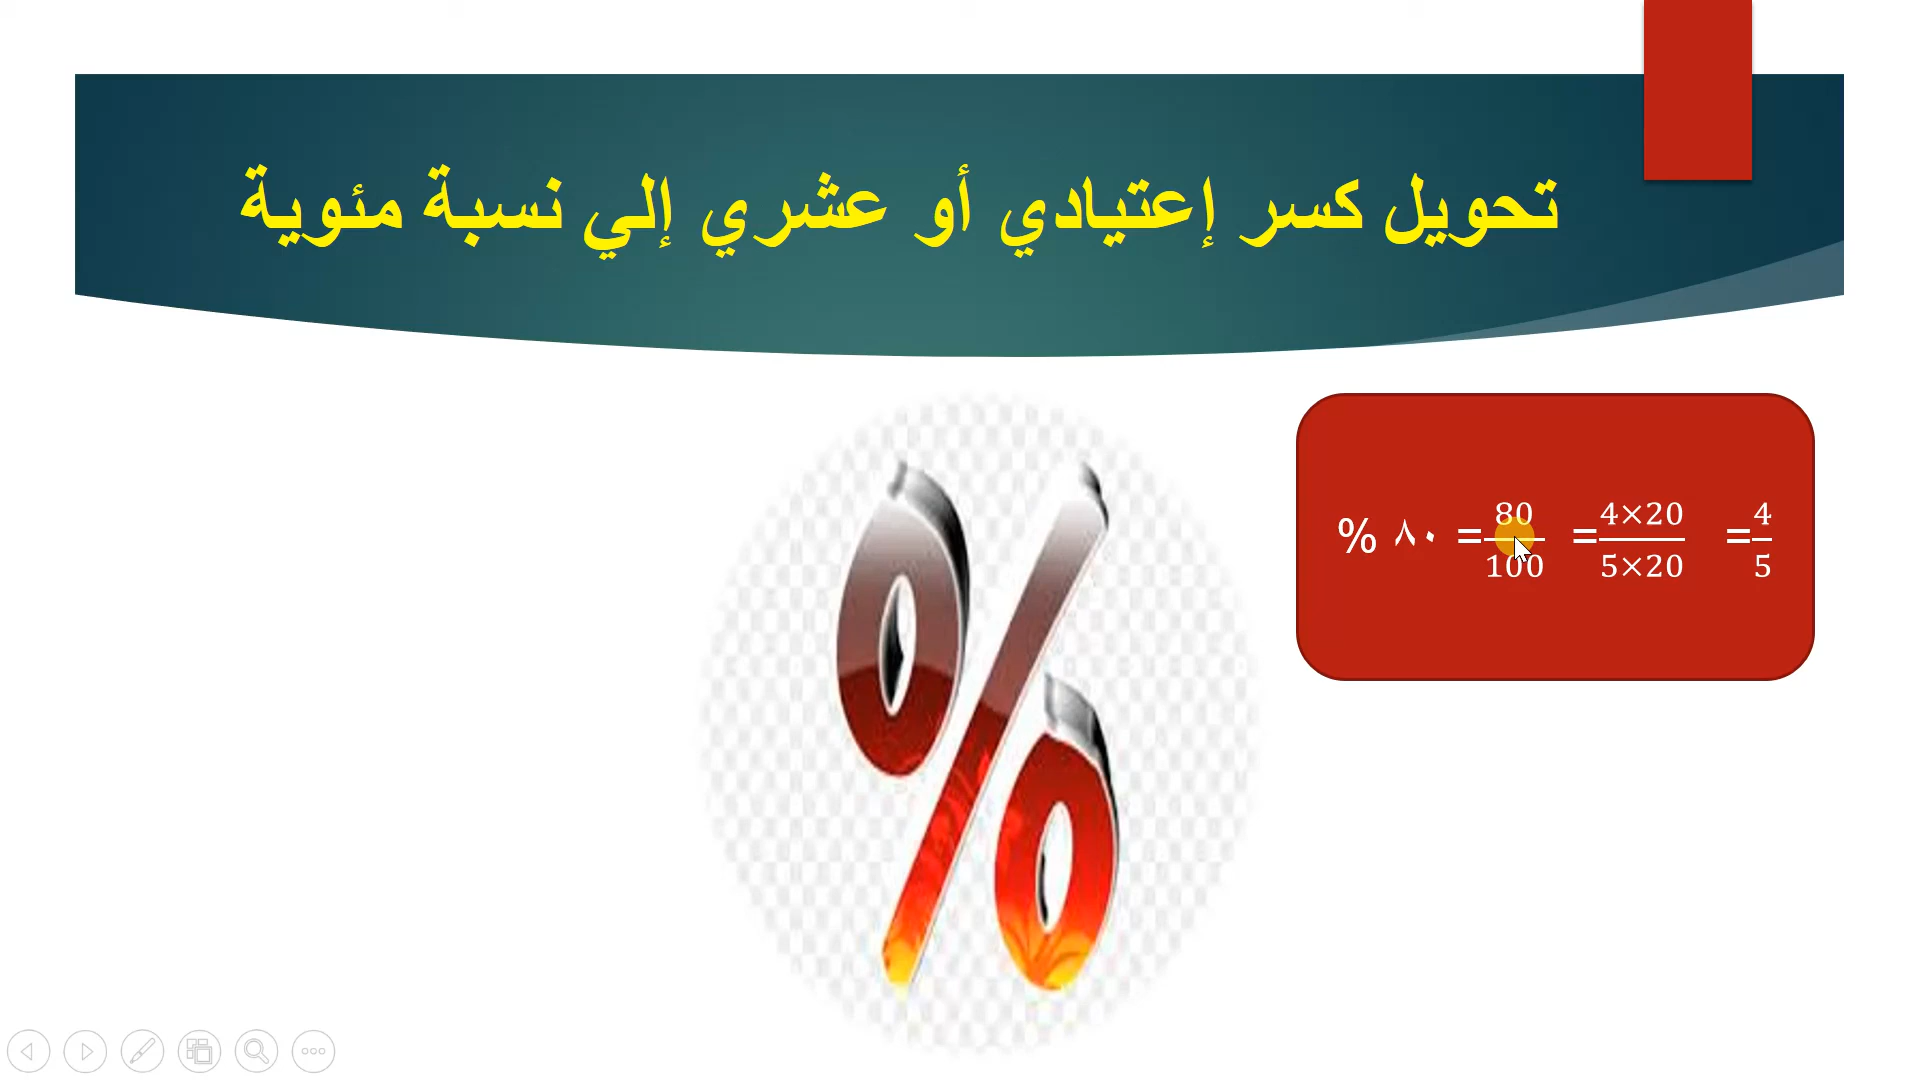 تحويل كسر إعتيادي أو عشري إلي نسبة مئوية
4/5 = 4×20/5×20 = 80/100 = ٨٠ %